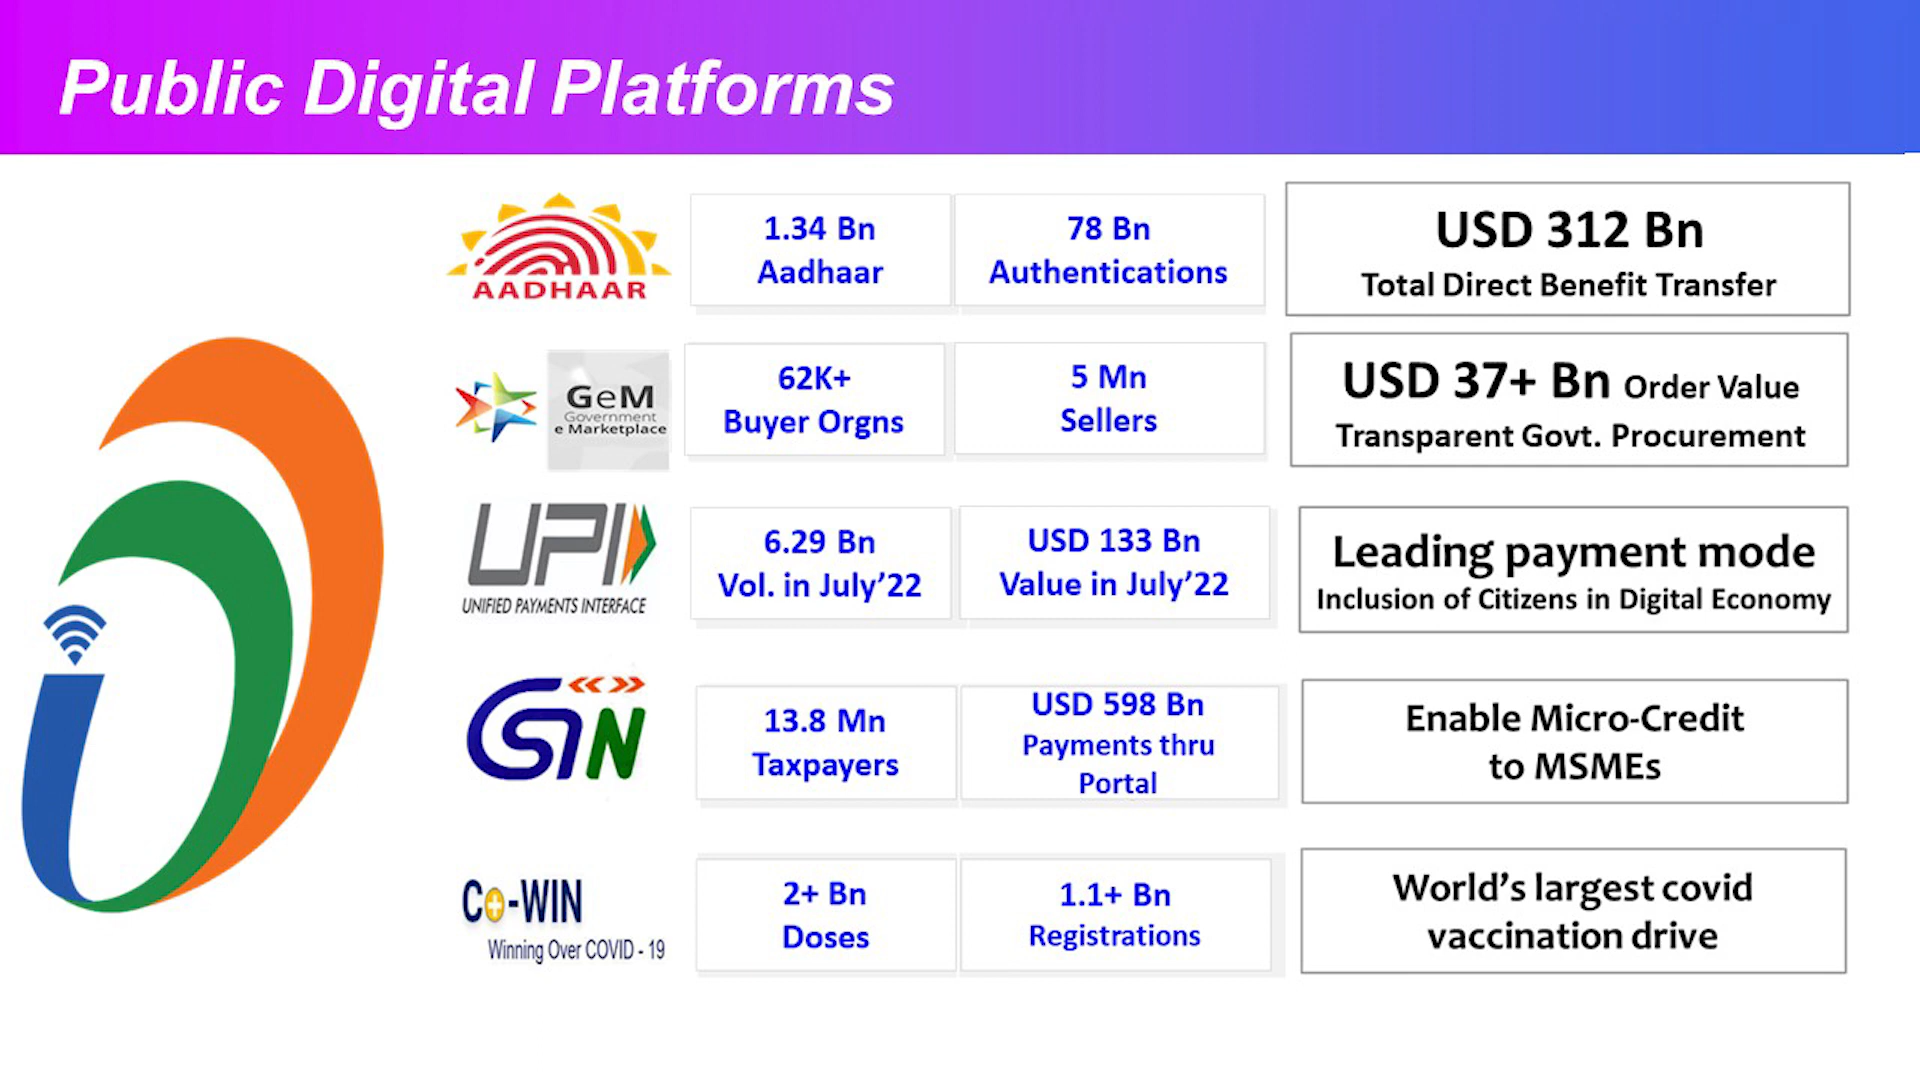 Public Digital Platforms
AADHAAR
1.34 Bn
Aadhaar
78 Bn
Authentications
USD 312 Bn
Total Direct Benefit Transfer
GeM
Government
e Marketplace
62K+
Buyer Orgns
5 Mn
Sellers
USD 37+ Bn Order Value
Transparent Govt. Procurement
UPI
UNIFIED PAYMENTS INTERFACE
6.29 Bn
Vol. in July’22
USD 133 Bn
Value in July’22
Leading payment mode
Inclusion of Citizens in Digital Economy
GSTN
13.8 Mn
Taxpayers
USD 598 Bn
Payments thru
Portal
Enable Micro-Credit
to MSMEs
Co-WIN
Winning Over COVID - 19
2+ Bn
Doses
1.1+ Bn
Registrations
World’s largest covid
vaccination drive